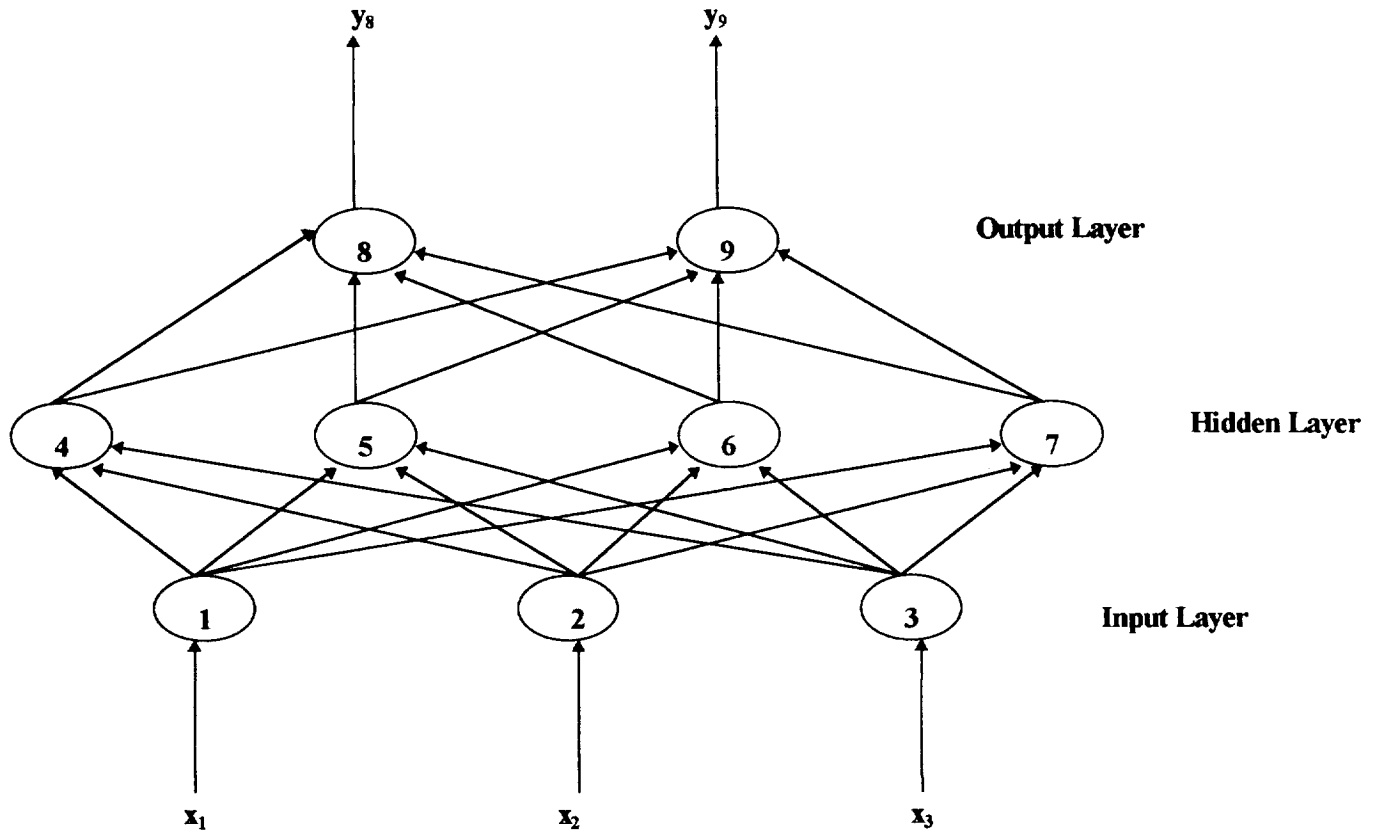 y₈ y₉
8 9 Output Layer
4 5 6 7 Hidden Layer
1 2 3 Input Layer
x₁ x₂ x₃